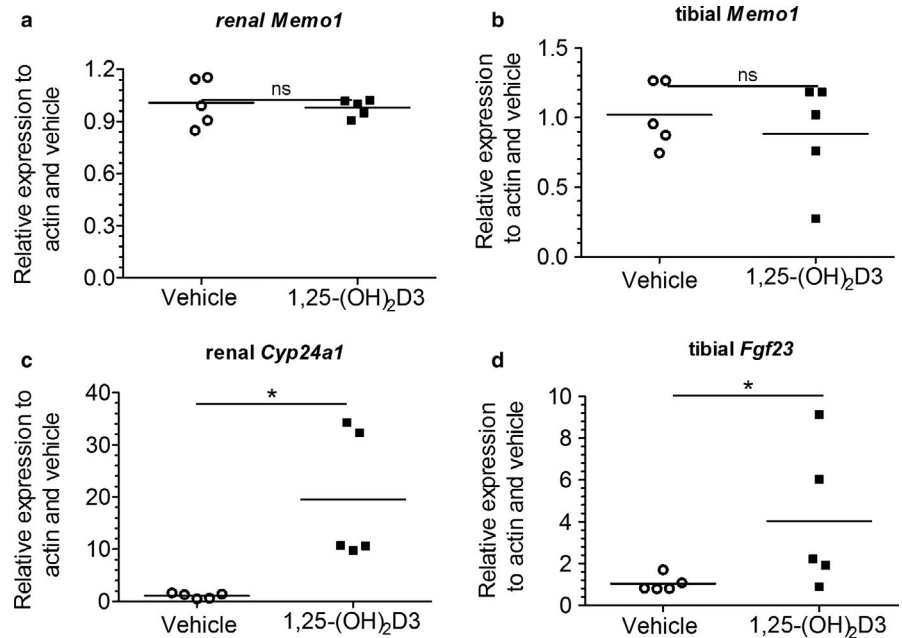 a
renal Memo1
Relative expression to
actin and vehicle
1.2
0.9
0.6
0.3
0.0
ns
Vehicle
1,25-(OH)₂D3
b
tibial Memo1
Relative expression
to actin and vehicle
1.5
1.0
0.5
0.0
ns
Vehicle
1,25-(OH)₂D3
c
renal Cyp24a1
Relative expression to
actin and vehicle
40
30
20
10
0
*
Vehicle
1,25-(OH)₂D3
d
tibial Fgf23
Relative expression
to actin and vehicle
10
8
6
4
2
0
*
Vehicle
1,25-(OH)₂D3